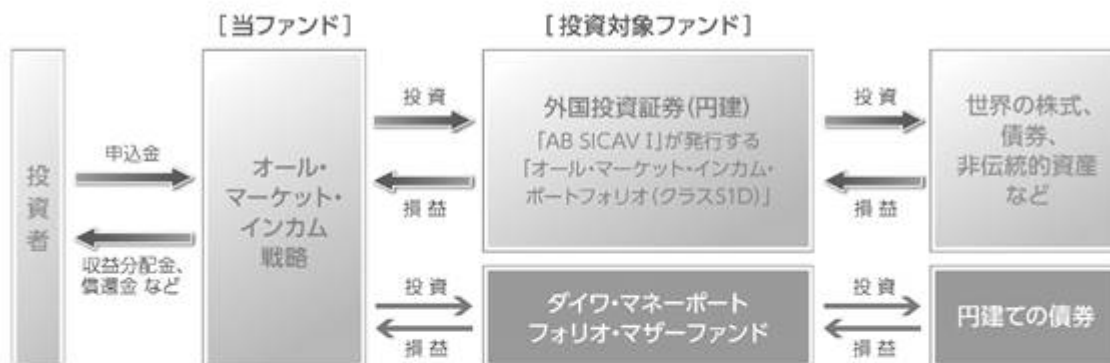 [当ファンド]
[投資対象ファンド]
投資者
申込金
収益分配金、
償還金 など
オール・
マーケット・
インカム
戦略
投資
損益
外国投資証券(円建)
「AB SICAV I」が発行する
「オール・マーケット・インカム・
ポートフォリオ(クラスS1D)」
投資
損益
世界の株式、
債券、
非伝統的資産
など
投資
損益
ダイワ・マネーポート
フォリオ・マザーファンド
投資
損益
円建ての債券